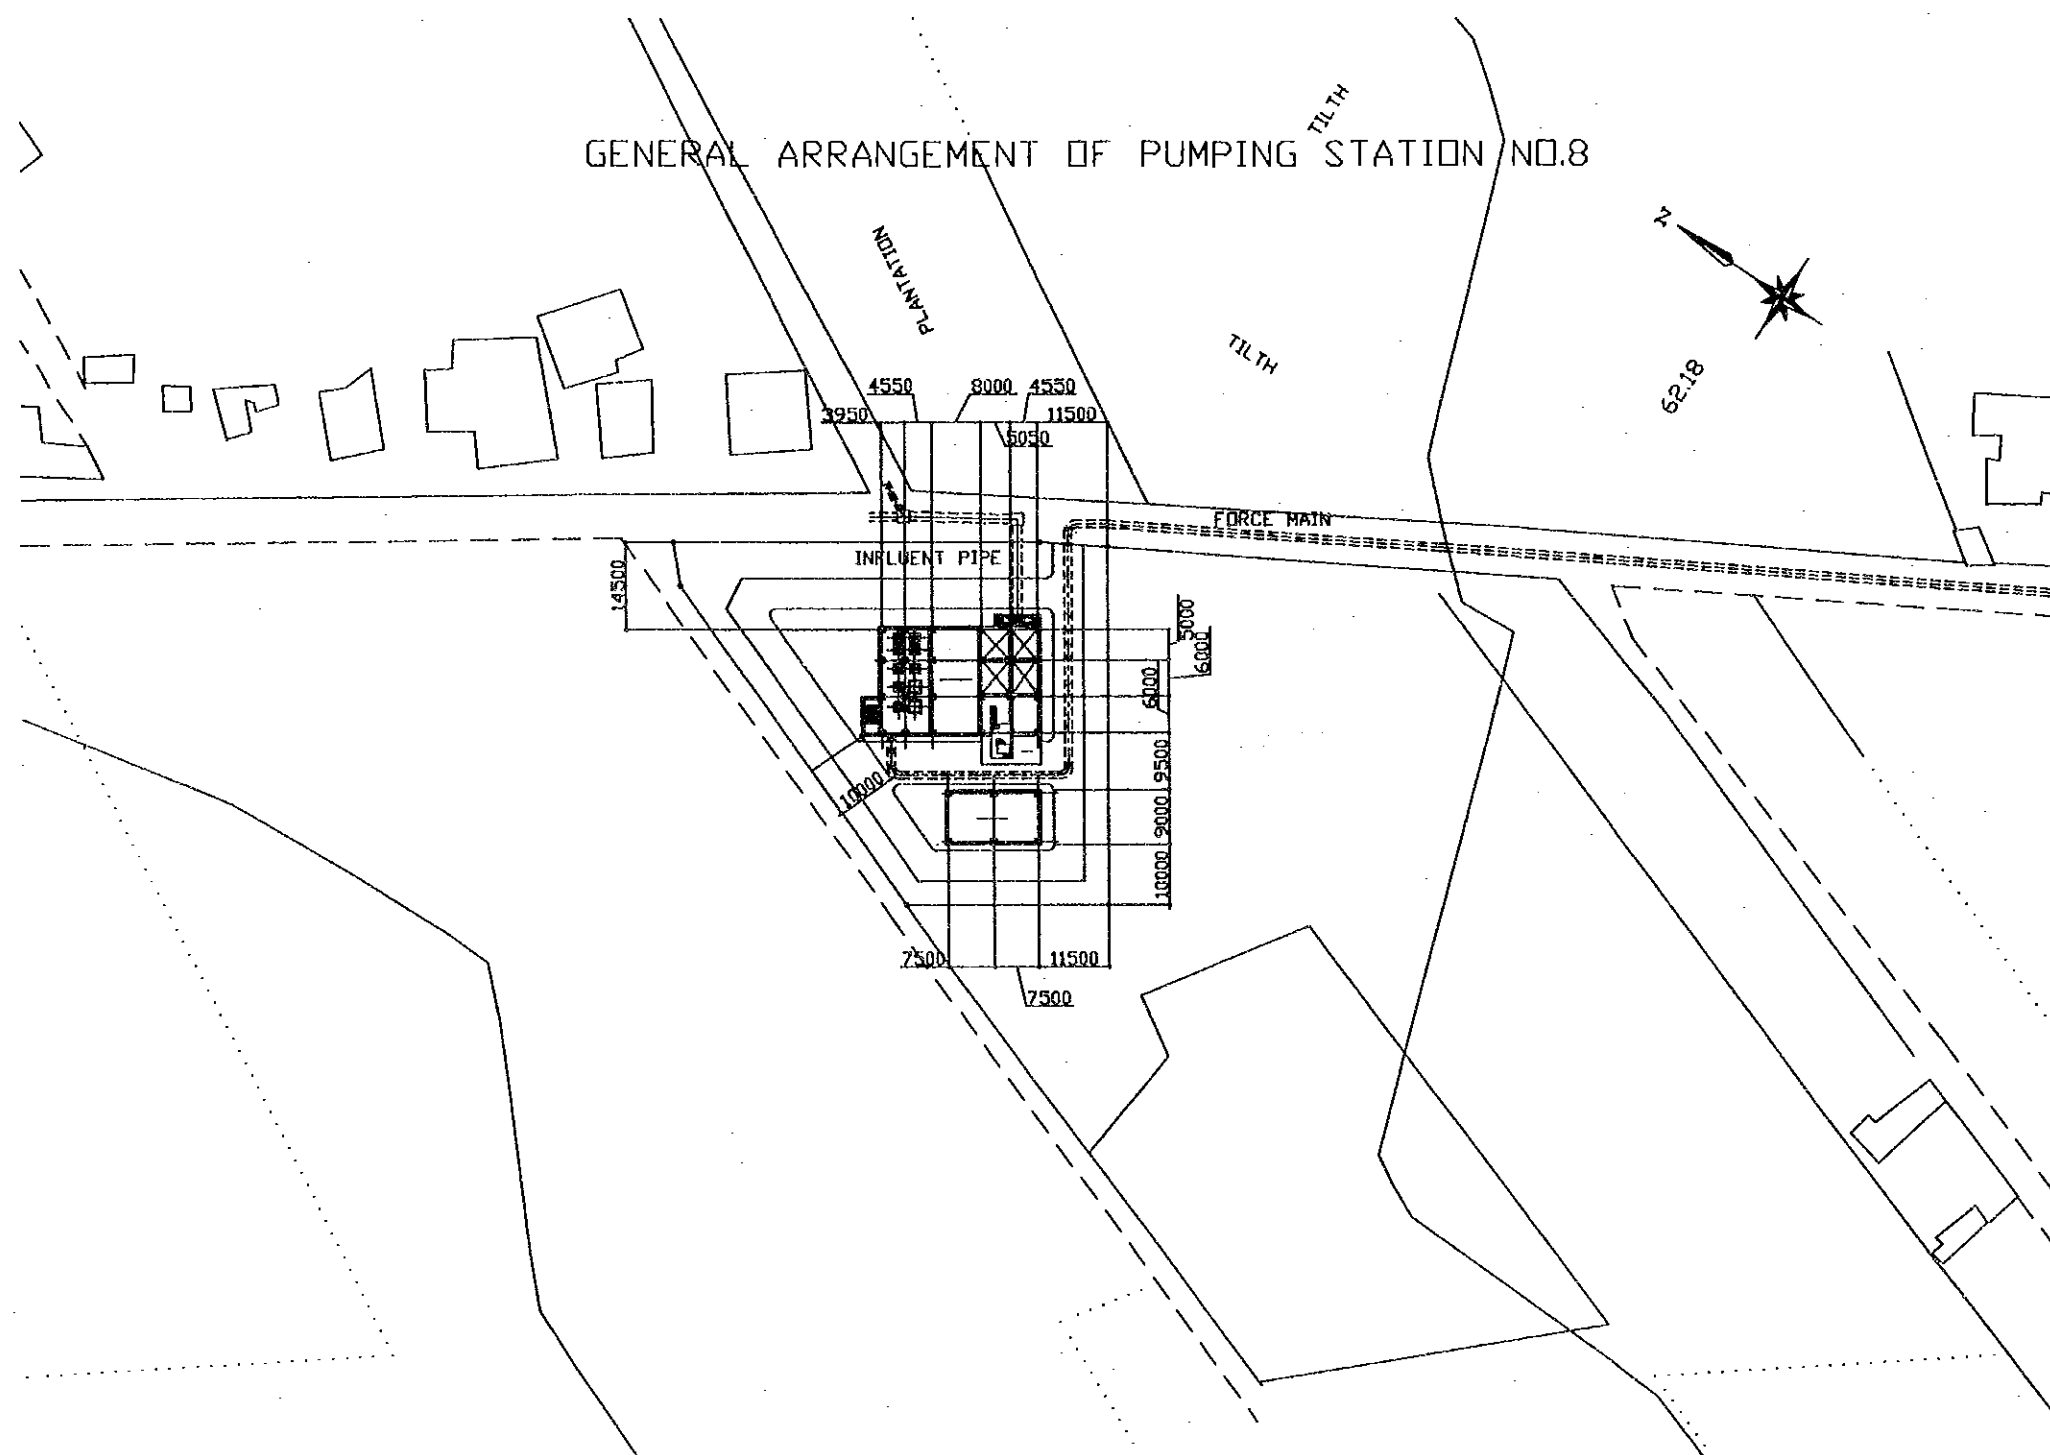 TILTH
GENERAL ARRANGEMENT OF PUMPING STATION NO.8
N
PLANTATION
TILTH
62.18
4550
8000
4550
3950
11500
5050
FORCE MAIN
INFLUENT PIPE
14500
5000
6000
6000
9500
10000
9000
10000
7500
11500
7500